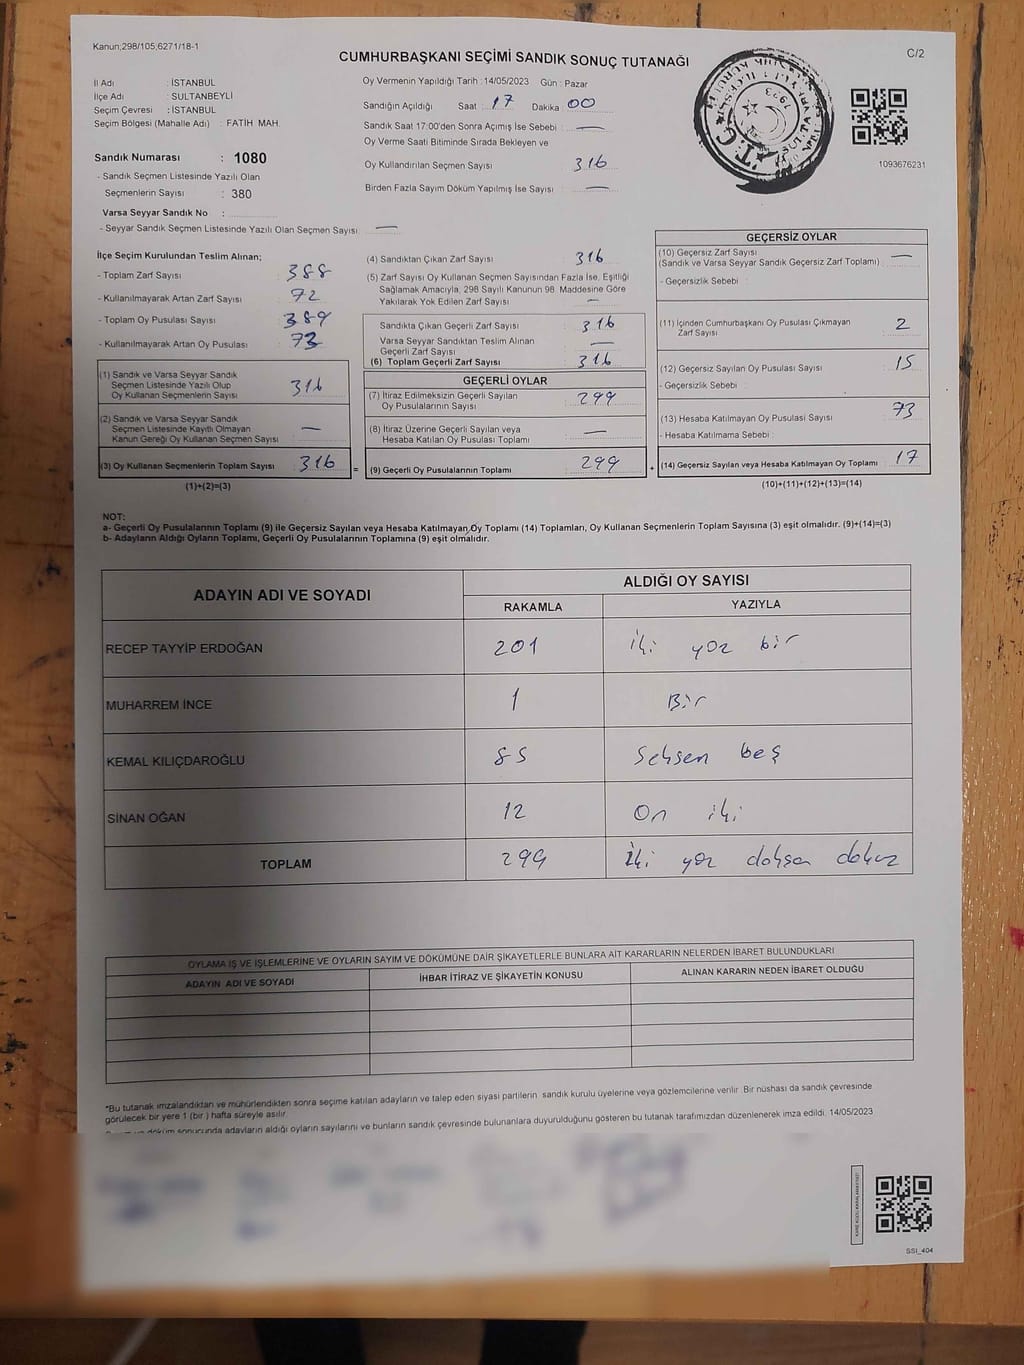 Kanun;298/105;6271/18-1
C/2
CUMHURBAŞKANI SEÇİMİ SANDIK SONUÇ TUTANAĞI
İl Adı : İSTANBUL
İlçe Adı : SULTANBEYLİ
Seçim Çevresi : İSTANBUL
Seçim Bölgesi (Mahalle Adı) : FATİH MAH.
Sandık Numarası : 1080
- Sandık Seçmen Listesinde Yazılı Olan
Seçmenlerin Sayısı : 380
Varsa Seyyar Sandık No :
- Seyyar Sandık Seçmen Listesinde Yazılı Olan Seçmen Sayısı: —
Oy Vermenin Yapıldığı Tarih : 14/05/2023 Gün : Pazar
Sandığın Açıldığı Saat : 17 Dakika : 00
Sandık Saat 17:00'den Sonra Açımış İse Sebebi : —
Oy Verme Saati Bitiminde Sırada Bekleyen ve
Oy Kullandırılan Seçmen Sayısı 316
Birden Fazla Sayım Döküm Yapılmış İse Sayısı : —
1093676231
İlçe Seçim Kurulundan Teslim Alınan;
- Toplam Zarf Sayısı : 388
- Kullanılmayarak Artan Zarf Sayısı : 72
- Toplam Oy Pusulası Sayısı : 389
- Kullanılmayarak Artan Oy Pusulası : 73
(1) Sandık ve Varsa Seyyar Sandık
Seçmen Listesinde Yazılı Olup
Oy Kullanan Seçmenlerin Sayısı 316
(2) Sandık ve Varsa Seyyar Sandık
Seçmen Listesinde Kayıtlı Olmayan
Kanun Gereği Oy Kullanan Seçmen Sayısı : —
(3) Oy Kullanan Seçmenlerin Toplam Sayısı : 316 =
(1)+(2)=(3)
(4) Sandıktan Çıkan Zarf Sayısı : 316
(5) Zarf Sayısı Oy Kullanan Seçmen Sayısından Fazla İse, Eşitliği
Sağlamak Amacıyla, 298 Sayılı Kanunun 98. Maddesine Göre
Yakılarak Yok Edilen Zarf Sayısı : —
Sandıkta Çıkan Geçerli Zarf Sayısı : 316
Varsa Seyyar Sandıktan Teslim Alınan
Geçerli Zarf Sayısı : —
(6) Toplam Geçerli Zarf Sayısı : 316
GEÇERLİ OYLAR
(7) İtiraz Edilmeksizin Geçerli Sayılan
Oy Pusulalarının Sayısı : 299
(8) İtiraz Üzerine Geçerli Sayılan veya
Hesaba Katılan Oy Pusulası Toplamı : —
(9) Geçerli Oy Pusulalarının Toplamı : 299 +
GEÇERSİZ OYLAR
(10) Geçersiz Zarf Sayısı
(Sandık ve Varsa Seyyar Sandık Geçersiz Zarf Toplamı) : —
- Geçersizlik Sebebi :
(11) İçinden Cumhurbaşkanı Oy Pusulası Çıkmayan
Zarf Sayısı : 2
(12) Geçersiz Sayılan Oy Pusulası Sayısı : 15
- Geçersizlik Sebebi :
(13) Hesaba Katılmayan Oy Pusulası Sayısı : 73
- Hesaba Katılmama Sebebi :
(14) Geçersiz Sayılan veya Hesaba Katılmayan Oy Toplamı : 17
(10)+(11)+(12)+(13)=(14)
NOT:
a- Geçerli Oy Pusulalarının Toplamı (9) ile Geçersiz Sayılan veya Hesaba Katılmayan Oy Toplamı (14) Toplamları, Oy Kullanan Seçmenlerin Toplam Sayısına (3) eşit olmalıdır. (9)+(14)=(3)
b- Adayların Aldığı Oyların Toplamı, Geçerli Oy Pusulalarının Toplamına (9) eşit olmalıdır.
ADAYIN ADI VE SOYADI
ALDIĞI OY SAYISI
RAKAMLA YAZIYLA
RECEP TAYYİP ERDOĞAN 201 iki yüz bir
MUHARREM İNCE 1 Bir
KEMAL KILIÇDAROĞLU 85 Seksen beş
SİNAN OĞAN 12 On iki
TOPLAM 299 iki yüz doksan dokuz
OYLAMA İŞ VE İŞLEMLERİNE VE OYLARIN SAYIM VE DÖKÜMÜNE DAİR ŞİKAYETLERLE BUNLARA AİT KARARLARIN NELERDEN İBARET BULUNDUKLARI
ADAYIN ADI VE SOYADI İHBAR İTİRAZ VE ŞİKAYETİN KONUSU ALINAN KARARIN NEDEN İBARET OLDUĞU
*Bu tutanak imzalandıktan ve mühürlendikten sonra seçime katılan adayların ve talep eden siyasi partilerin sandık kurulu üyelerine veya gözlemcilerine verilir. Bir nüshası da sandık çevresinde
görülecek bir yere 1 (bir ) hafta süreyle asılır.
döküm sonucunda adayların aldığı oyların sayılarını ve bunların sandık çevresinde bulunanlara duyurulduğunu gösteren bu tutanak tarafımızdan düzenlenerek imza edildi. 14/05/2023
SSI_404